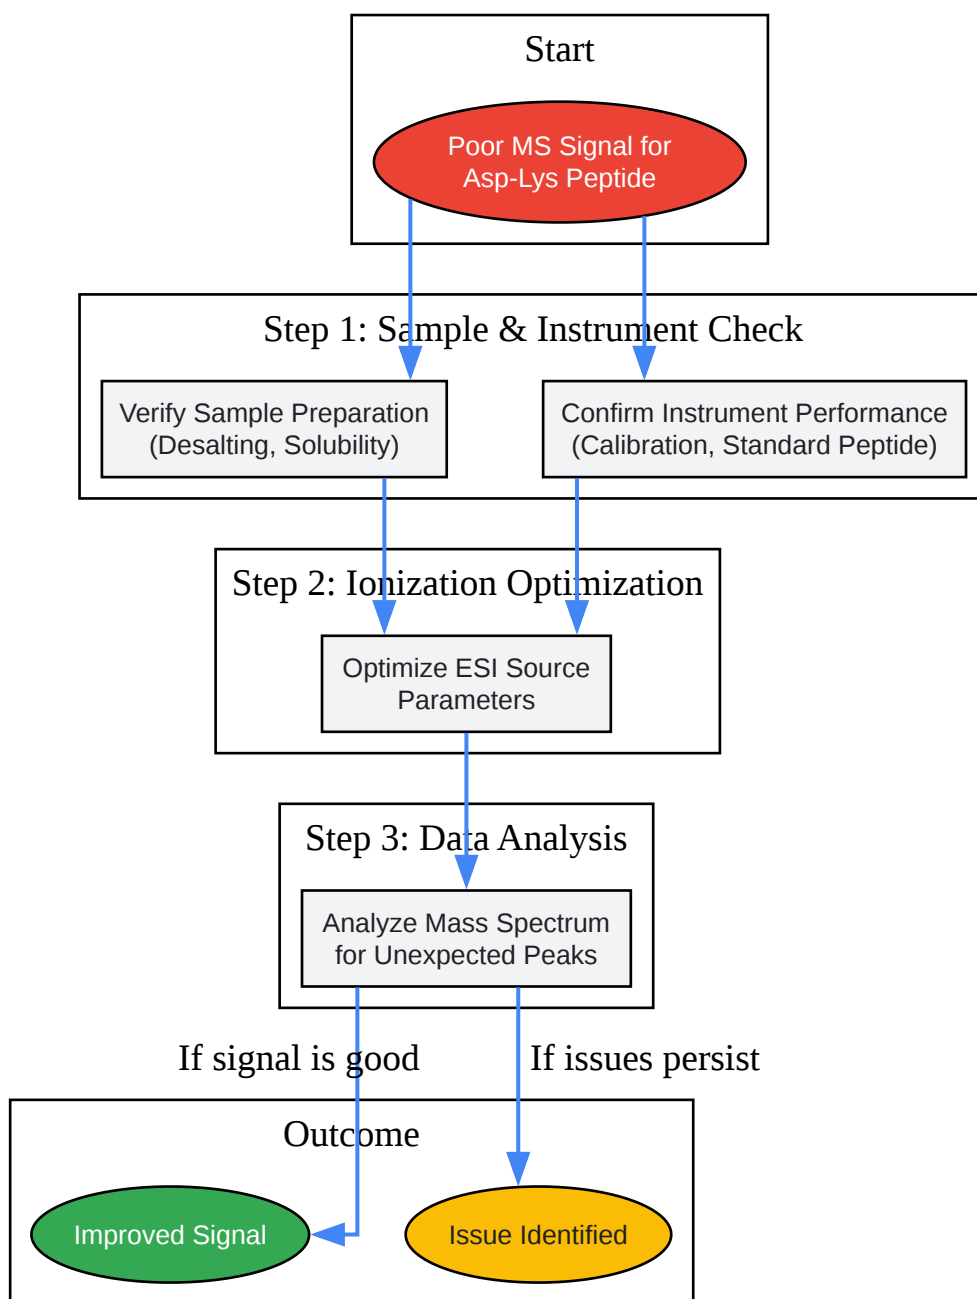 Start
Poor MS Signal for
Asp-Lys Peptide
Step 1: Sample & Instrument Check
Verify Sample Preparation
(Desalting, Solubility)
Confirm Instrument Performance
(Calibration, Standard Peptide)
Step 2: Ionization Optimization
Optimize ESI Source
Parameters
Step 3: Data Analysis
Analyze Mass Spectrum
for Unexpected Peaks
If signal is good
If issues persist
Outcome
Improved Signal
Issue Identified